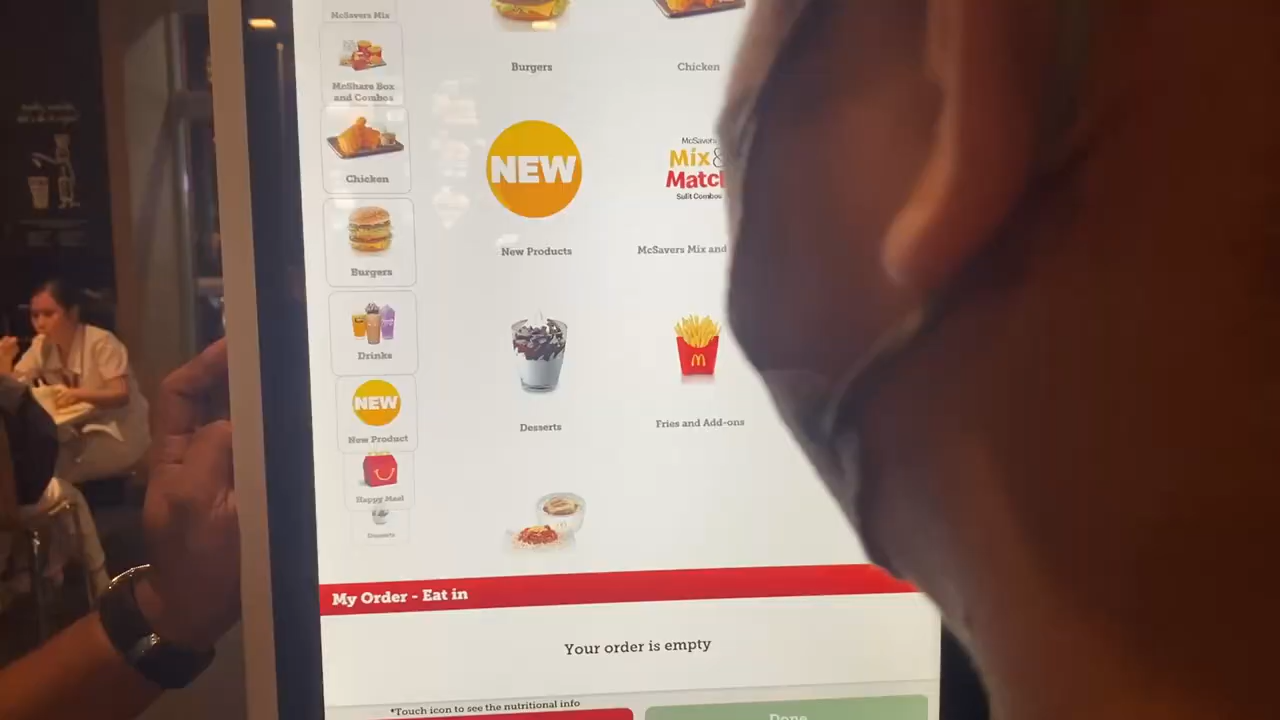 McSavers Mix
McShare Box
and Combos
Chicken
Burgers
Drinks
NEW
New Product
Happy Meal
Desserts
Burgers
Chicken
NEW
New Products
McSavers
Mix &
Match
Sulit Combos
McSavers Mix and
Desserts
Fries and Add-ons
My Order - Eat in
Your order is empty
*Touch icon to see the nutritional info
Done